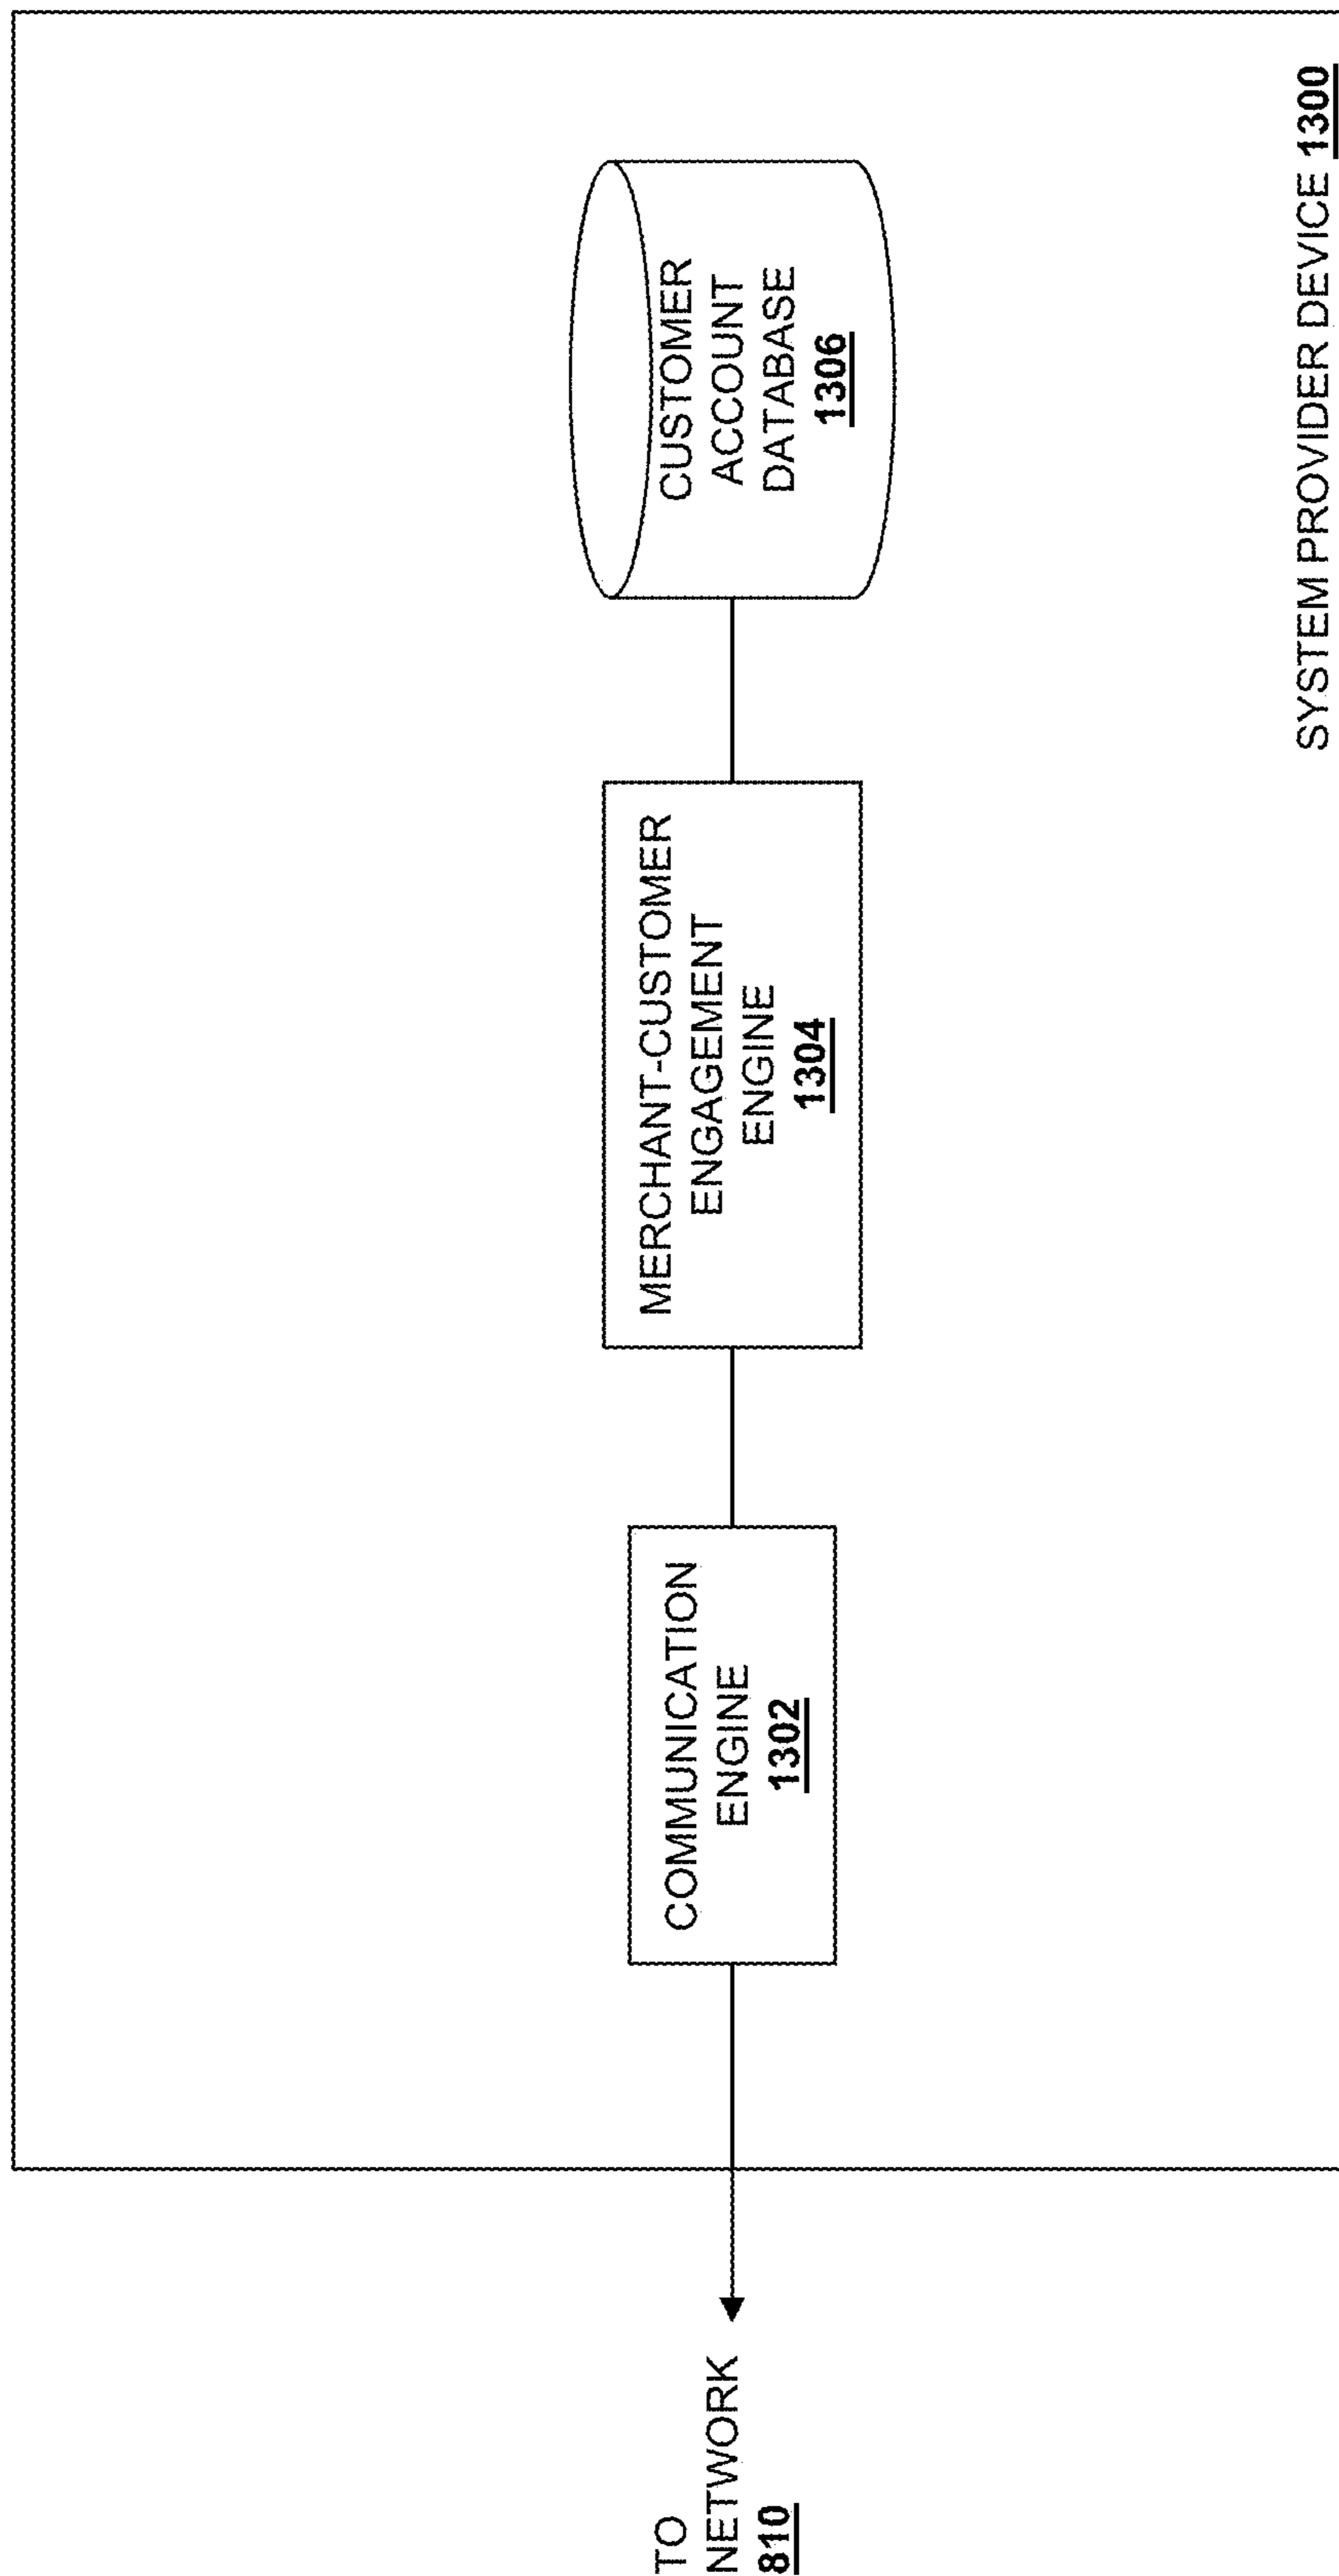 TO
NETWORK
810
COMMUNICATION
ENGINE
1302
MERCHANT-CUSTOMER
ENGAGEMENT
ENGINE
1304
CUSTOMER
ACCOUNT
DATABASE
1306
SYSTEM PROVIDER DEVICE 1300